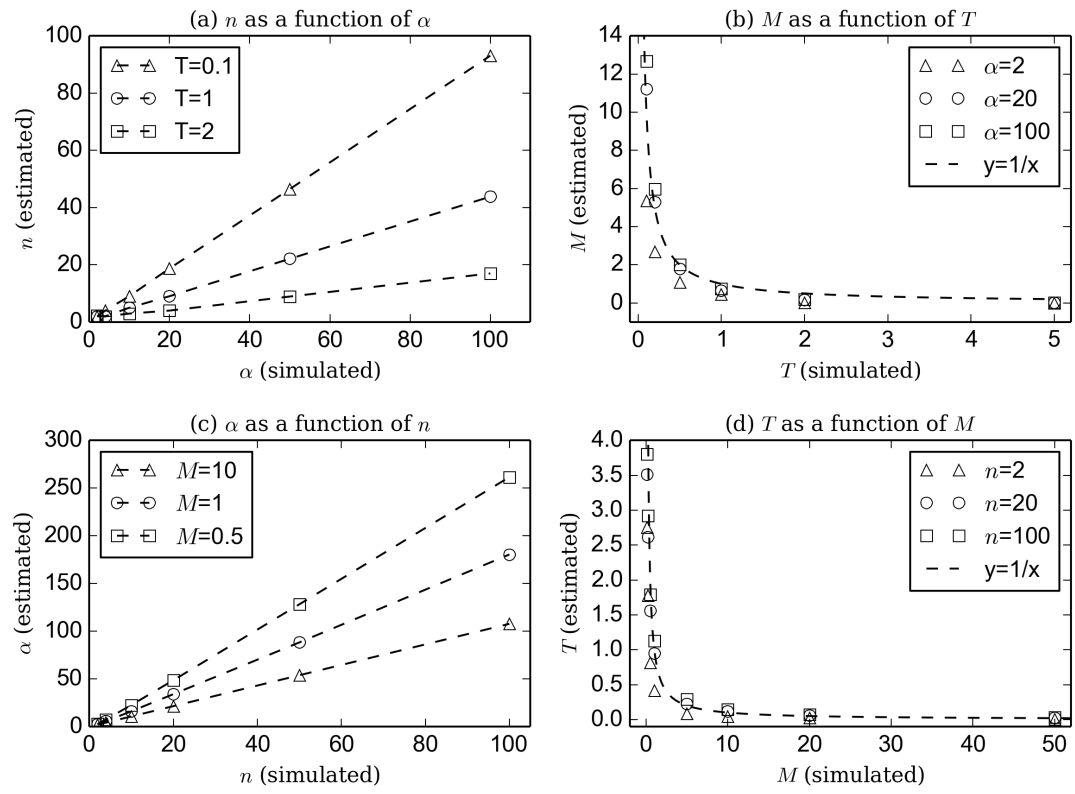 (a) n as a function of α
n (estimated)
100
80
60
40
20
0
T=0.1
T=1
T=2
0 20 40 60 80 100
α (simulated)
(b) M as a function of T
M (estimated)
14
12
10
8
6
4
2
0
α=2
α=20
α=100
y=1/x
0 1 2 3 4 5
T (simulated)
(c) α as a function of n
α (estimated)
300
250
200
150
100
50
0
M=10
M=1
M=0.5
0 20 40 60 80 100
n (simulated)
(d) T as a function of M
T (estimated)
4.0
3.5
3.0
2.5
2.0
1.5
1.0
0.5
0.0
n=2
n=20
n=100
y=1/x
0 10 20 30 40 50
M (simulated)